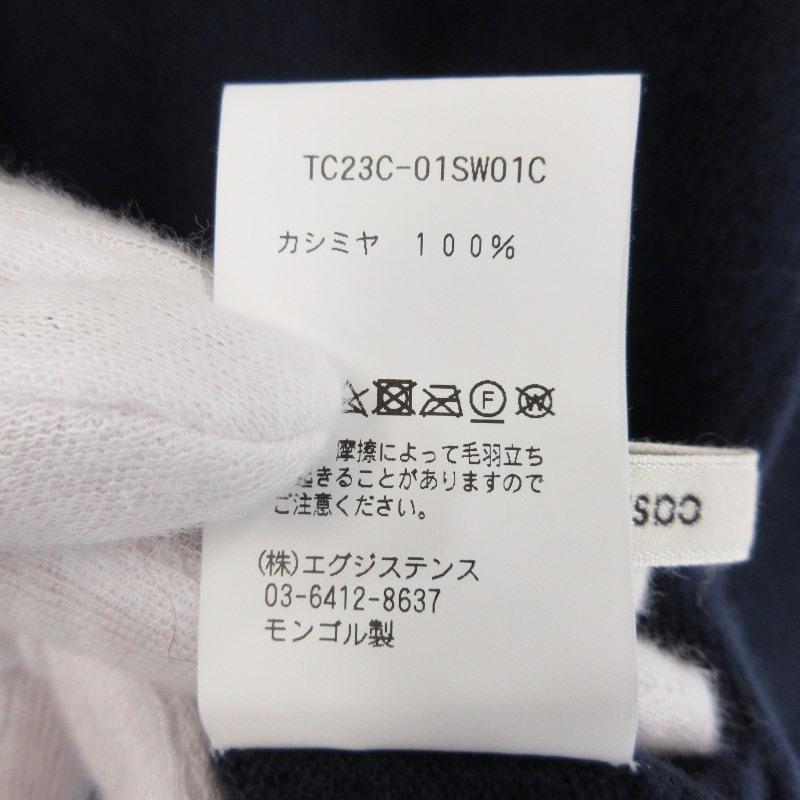 TC23C-01SW01C
カシミヤ 100%
F
W
摩擦によって毛羽立ち
きることがありますので
ご注意ください。
(株)エグジステンス
03-6412-8637
モンゴル製